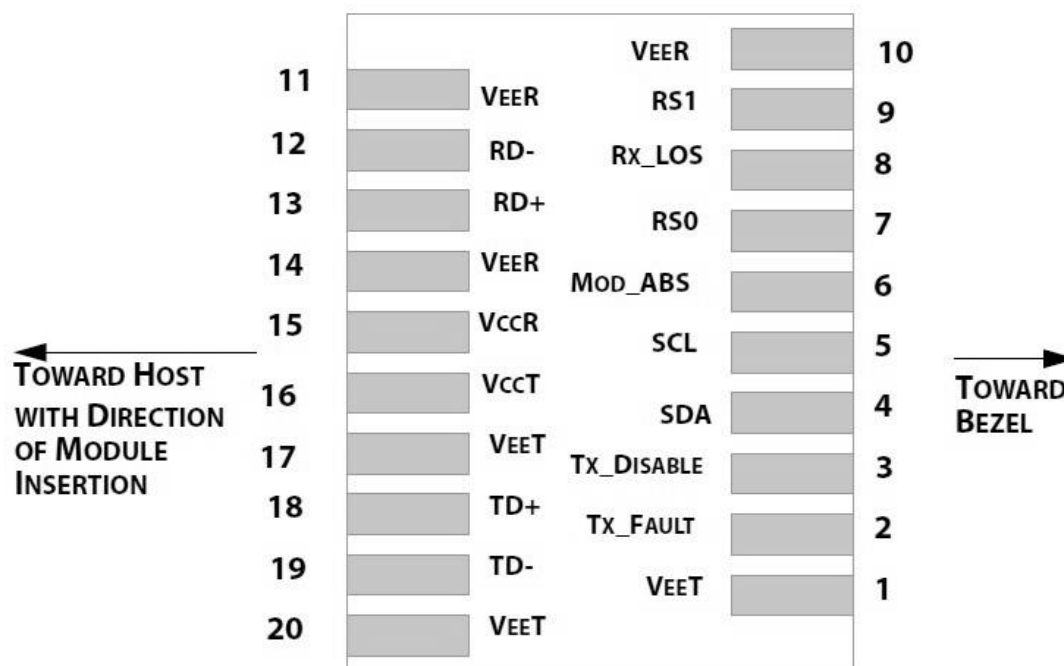 11 VEER
12 RD-
13 RD+
14 VEER
15 VCCR
16 VCCT
17 VEET
18 TD+
19 TD-
20 VEET
TOWARD HOST
WITH DIRECTION
OF MODULE
INSERTION
VEER 10
RS1 9
RX_LOS 8
RS0 7
MOD_ABS 6
SCL 5
SDA 4
TX_DISABLE 3
TX_FAULT 2
VEET 1
TOWARD
BEZEL